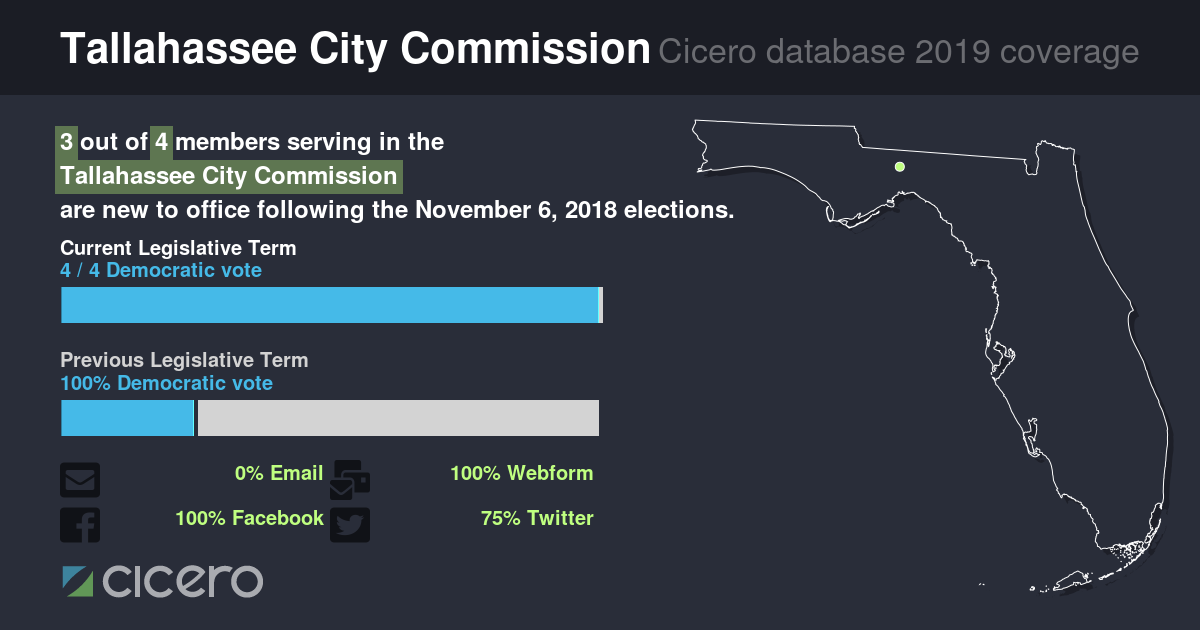 Tallahassee City Commission Cicero database 2019 coverage
3 out of 4 members serving in the
Tallahassee City Commission
are new to office following the November 6, 2018 elections.
Current Legislative Term
4 / 4 Democratic vote
Previous Legislative Term
100% Democratic vote
0% Email
100% Webform
100% Facebook
75% Twitter
cicero